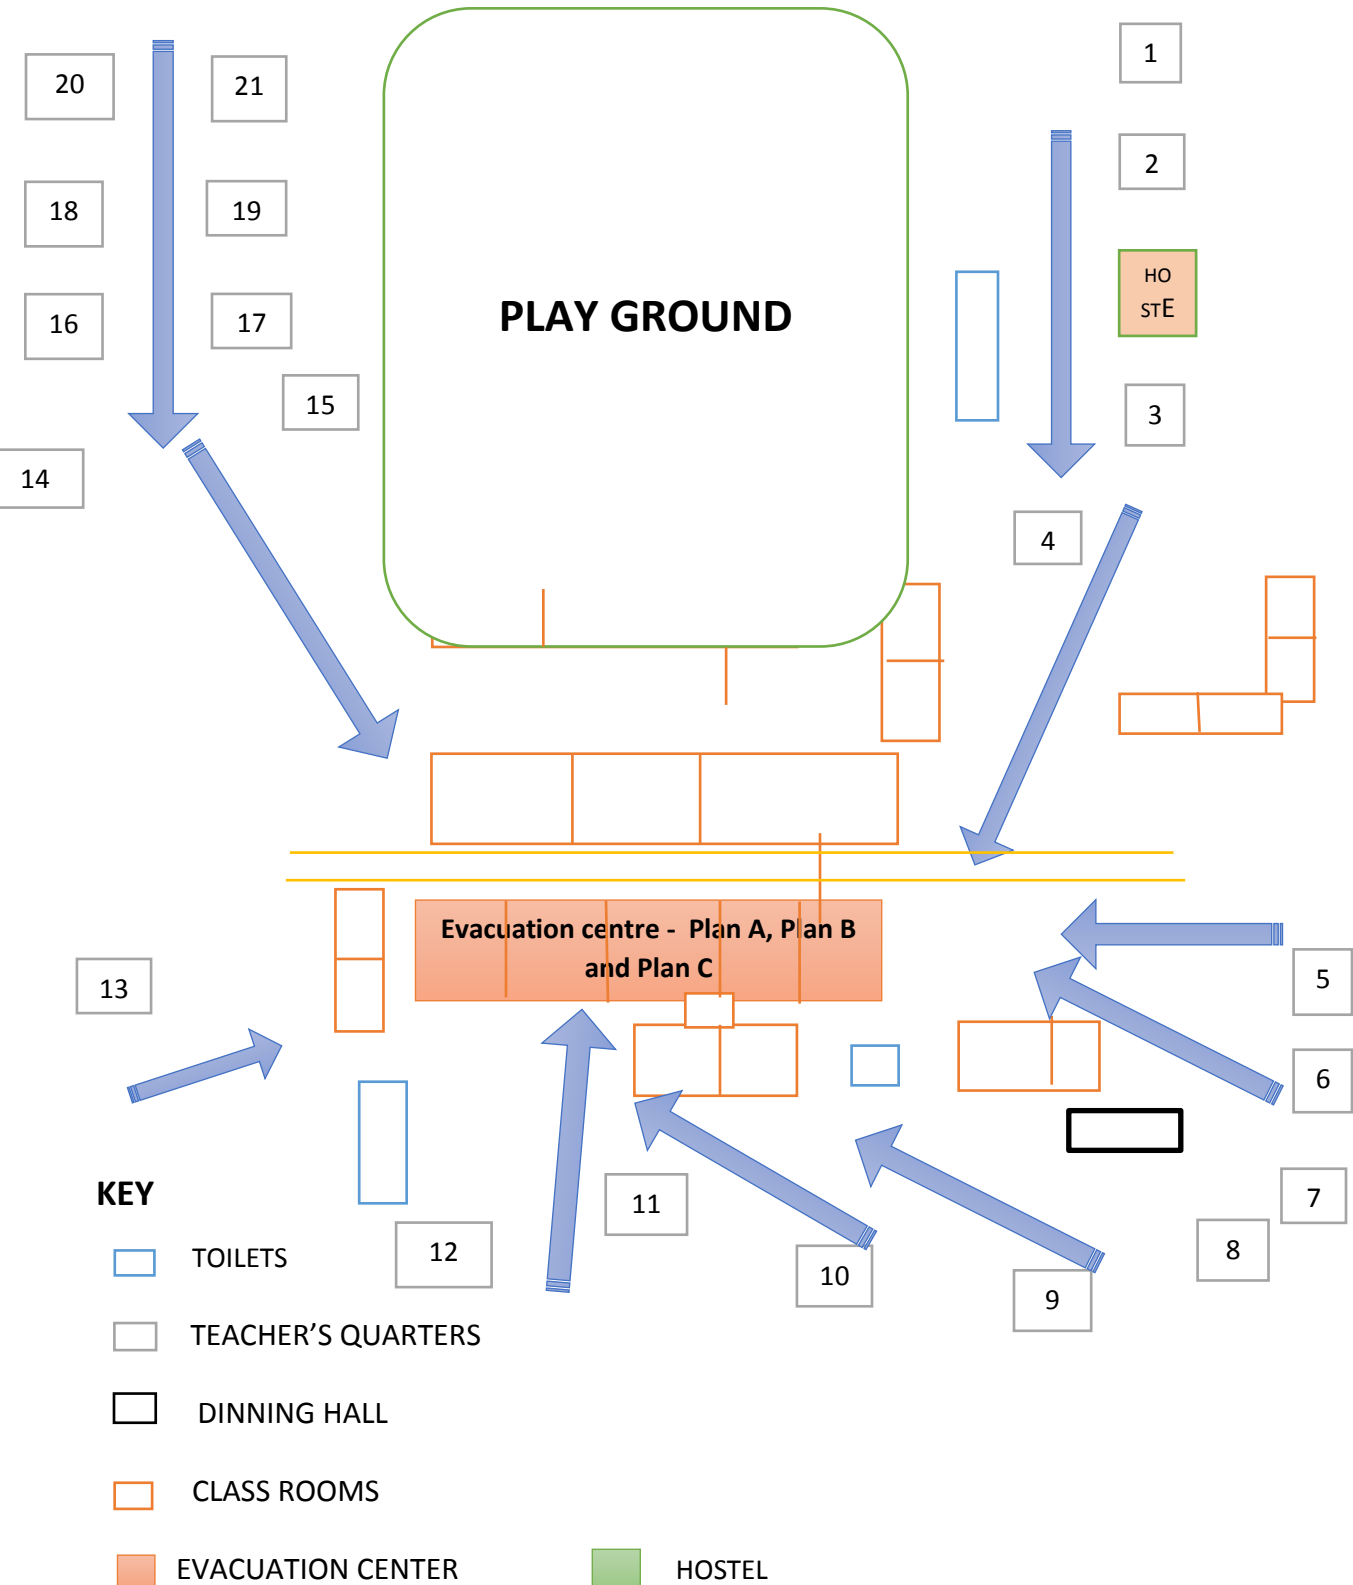 20
21
1
2
18
19
HO
STE
16
17
PLAY GROUND
15
3
14
4
Evacuation centre - Plan A, Plan B
and Plan C
13
5
6
7
11
8
12
10
9
KEY
TOILETS
TEACHER’S QUARTERS
DINNING HALL
CLASS ROOMS
EVACUATION CENTER
HOSTEL